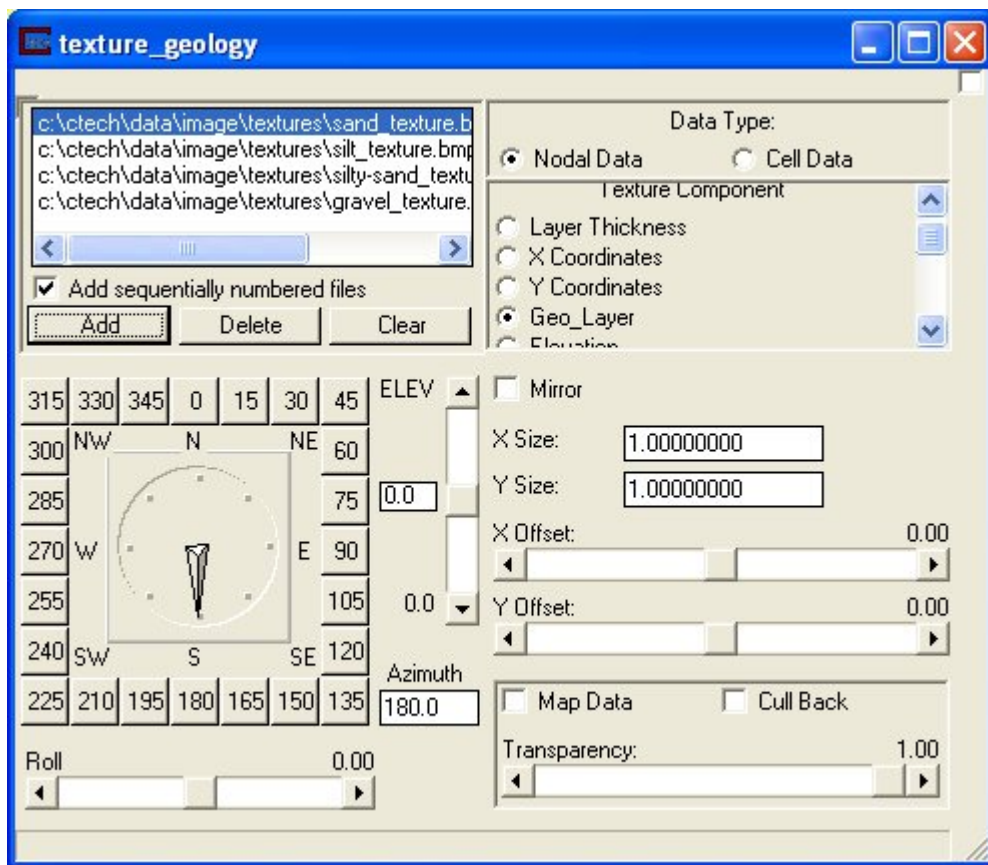 texture_geology
c:\ctech\data\image\textures\sand_texture.b
c:\ctech\data\image\textures\silt_texture.bmp
c:\ctech\data\image\textures\silty-sand_textu
c:\ctech\data\image\textures\gravel_texture.
Add sequentially numbered files
Add Delete Clear
Data Type:
Nodal Data Cell Data
Texture Component
Layer Thickness
X Coordinates
Y Coordinates
Geo_Layer
Elevation
315 330 345 0 15 30 45
300 NW N NE 60
285 75
270 W E 90
255 105
240 SW S SE 120
225 210 195 180 165 150 135
ELEV
0.0
0.0
Azimuth
180.0
Roll 0.00
Mirror
X Size: 1.00000000
Y Size: 1.00000000
X Offset: 0.00
Y Offset: 0.00
Map Data Cull Back
Transparency: 1.00